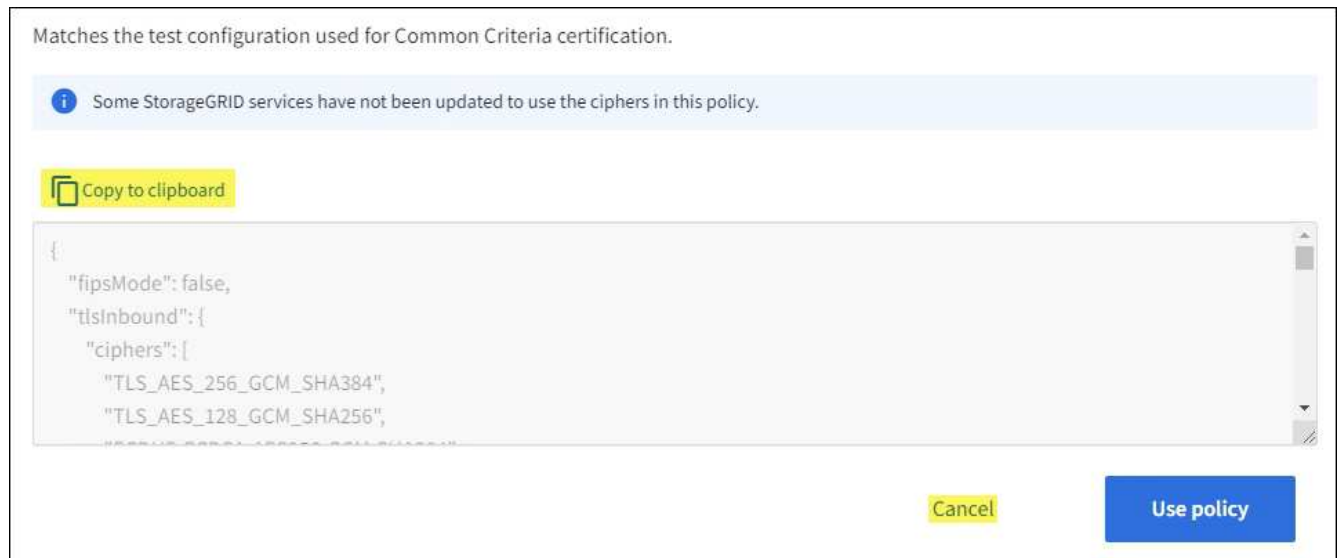 Matches the test configuration used for Common Criteria certification.
Some StorageGRID services have not been updated to use the ciphers in this policy.
Copy to clipboard
{
"fipsMode": false,
"tlsInbound": {
"ciphers": [
"TLS_AES_256_GCM_SHA384",
"TLS_AES_128_GCM_SHA256",
Cancel
Use policy